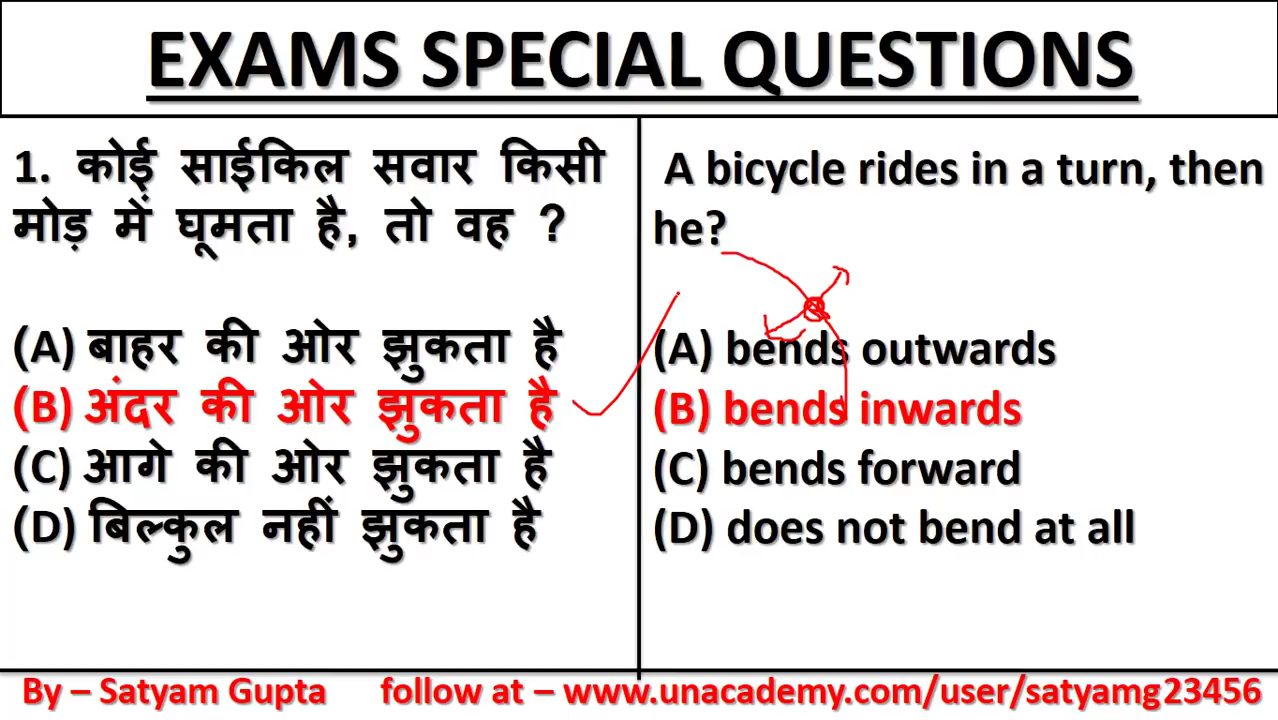 EXAMS SPECIAL QUESTIONS
1. कोई साईकिल सवार किसी
मोड़ में घूमता है, तो वह ?
(A) बाहर की ओर झुकता है
(B) अंदर की ओर झुकता है
(C) आगे की ओर झुकता है
(D) बिल्कुल नहीं झुकता है
A bicycle rides in a turn, then
he?
(A) bends outwards
(B) bends inwards
(C) bends forward
(D) does not bend at all
By – Satyam Gupta follow at – www.unacademy.com/user/satyamg23456